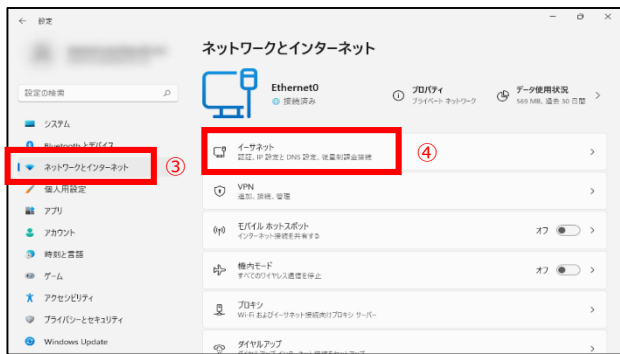 設定
ネットワークとインターネット
設定の検索
Ethernet0
接続済み
プロパティ
プライベート ネットワーク
データ使用状況
569 MB、過去 30 日間
システム
Bluetooth とデバイス
ネットワークとインターネット
③
個人用設定
アプリ
アカウント
時刻と言語
ゲーム
アクセシビリティ
プライバシーとセキュリティ
Windows Update
イーサネット
④
認証、IP 設定と DNS 設定、従量制課金接続
VPN
追加、接続、管理
モバイル ホットスポット
インターネット接続を共有する
オフ
機内モード
すべてのワイヤレス通信を停止
オフ
プロキシ
Wi-Fi およびイーサネット接続向けプロキシ サーバー
ダイヤルアップ